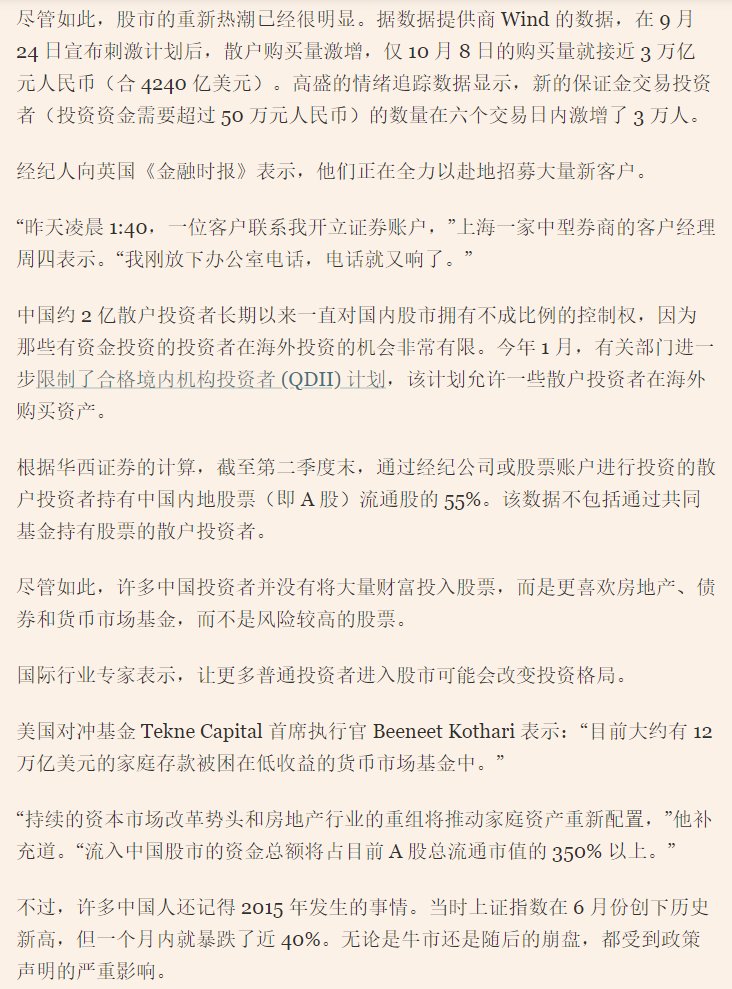 尽管如此，股市的重新热潮已经很明显。据数据提供商 Wind 的数据，在 9 月
24 日宣布刺激计划后，散户购买量激增，仅 10 月 8 日的购买量就接近 3 万亿
元人民币（合 4240 亿美元）。高盛的情绪追踪数据显示，新的保证金交易投资
者（投资资金需要超过 50 万元人民币）的数量在六个交易日内激增了 3 万人。
经纪人向英国《金融时报》表示，他们正在全力以赴地招募大量新客户。
“昨天凌晨 1:40，一位客户联系我开立证券账户，”上海一家中型券商的客户经理
周四表示。“我刚放下办公室电话，电话就又响了。”
中国约 2 亿散户投资者长期以来一直对国内股市拥有不成比例的控制权，因为
那些有资金投资的投资者在海外投资的机会非常有限。今年 1 月，有关部门进一
步限制了合格境内机构投资者 (QDII) 计划，该计划允许一些散户投资者在海外
购买资产。
根据华西证券的计算，截至第二季度末，通过经纪公司或股票账户进行投资的散
户投资者持有中国内地股票（即 A 股）流通股的 55%。该数据不包括通过共同
基金持有股票的散户投资者。
尽管如此，许多中国投资者并没有将大量财富投入股票，而是更喜欢房地产、债
券和货币市场基金，而不是风险较高的股票。
国际行业专家表示，让更多普通投资者进入股市可能会改变投资格局。
美国对冲基金 Tekne Capital 首席执行官 Beeneet Kothari 表示：“目前大约有 12
万亿美元的家庭存款被困在低收益的货币市场基金中。”
“持续的资本市场改革势头和房地产行业的重组将推动家庭资产重新配置，”他补
充道。“流入中国股市的资金总额将占目前 A 股总流通市值的 350% 以上。”
不过，许多中国人还记得 2015 年发生的事情。当时上证指数在 6 月份创下历史
新高，但一个月内就暴跌了近 40%。无论是牛市还是随后的崩盘，都受到政策
声明的严重影响。